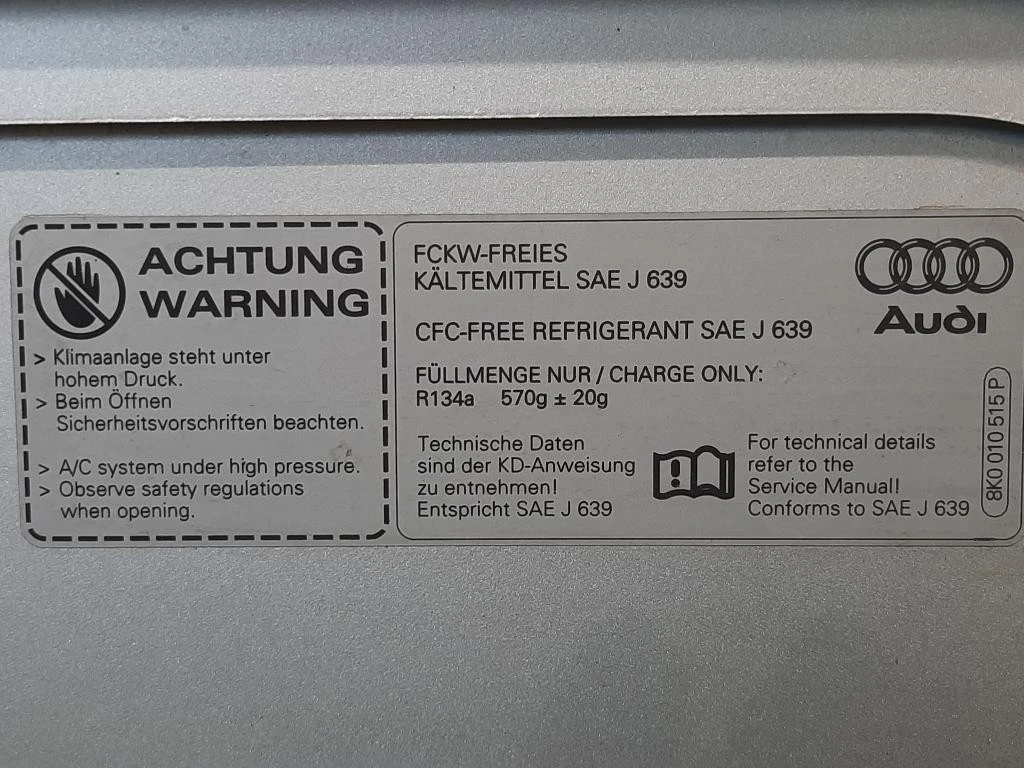 ACHTUNG
WARNING
> Klimaanlage steht unter
hohem Druck.
> Beim Öffnen
Sicherheitsvorschriften beachten.
> A/C system under high pressure.
> Observe safety regulations
when opening.
FCKW-FREIES
KÄLTEMITTEL SAE J 639
CFC-FREE REFRIGERANT SAE J 639
FÜLLMENGE NUR / CHARGE ONLY:
R134a 570g ± 20g
Technische Daten
sind der KD-Anweisung
zu entnehmen!
Entspricht SAE J 639
For technical details
refer to the
Service Manual!
Conforms to SAE J 639
Audi
8K0 010 515 P